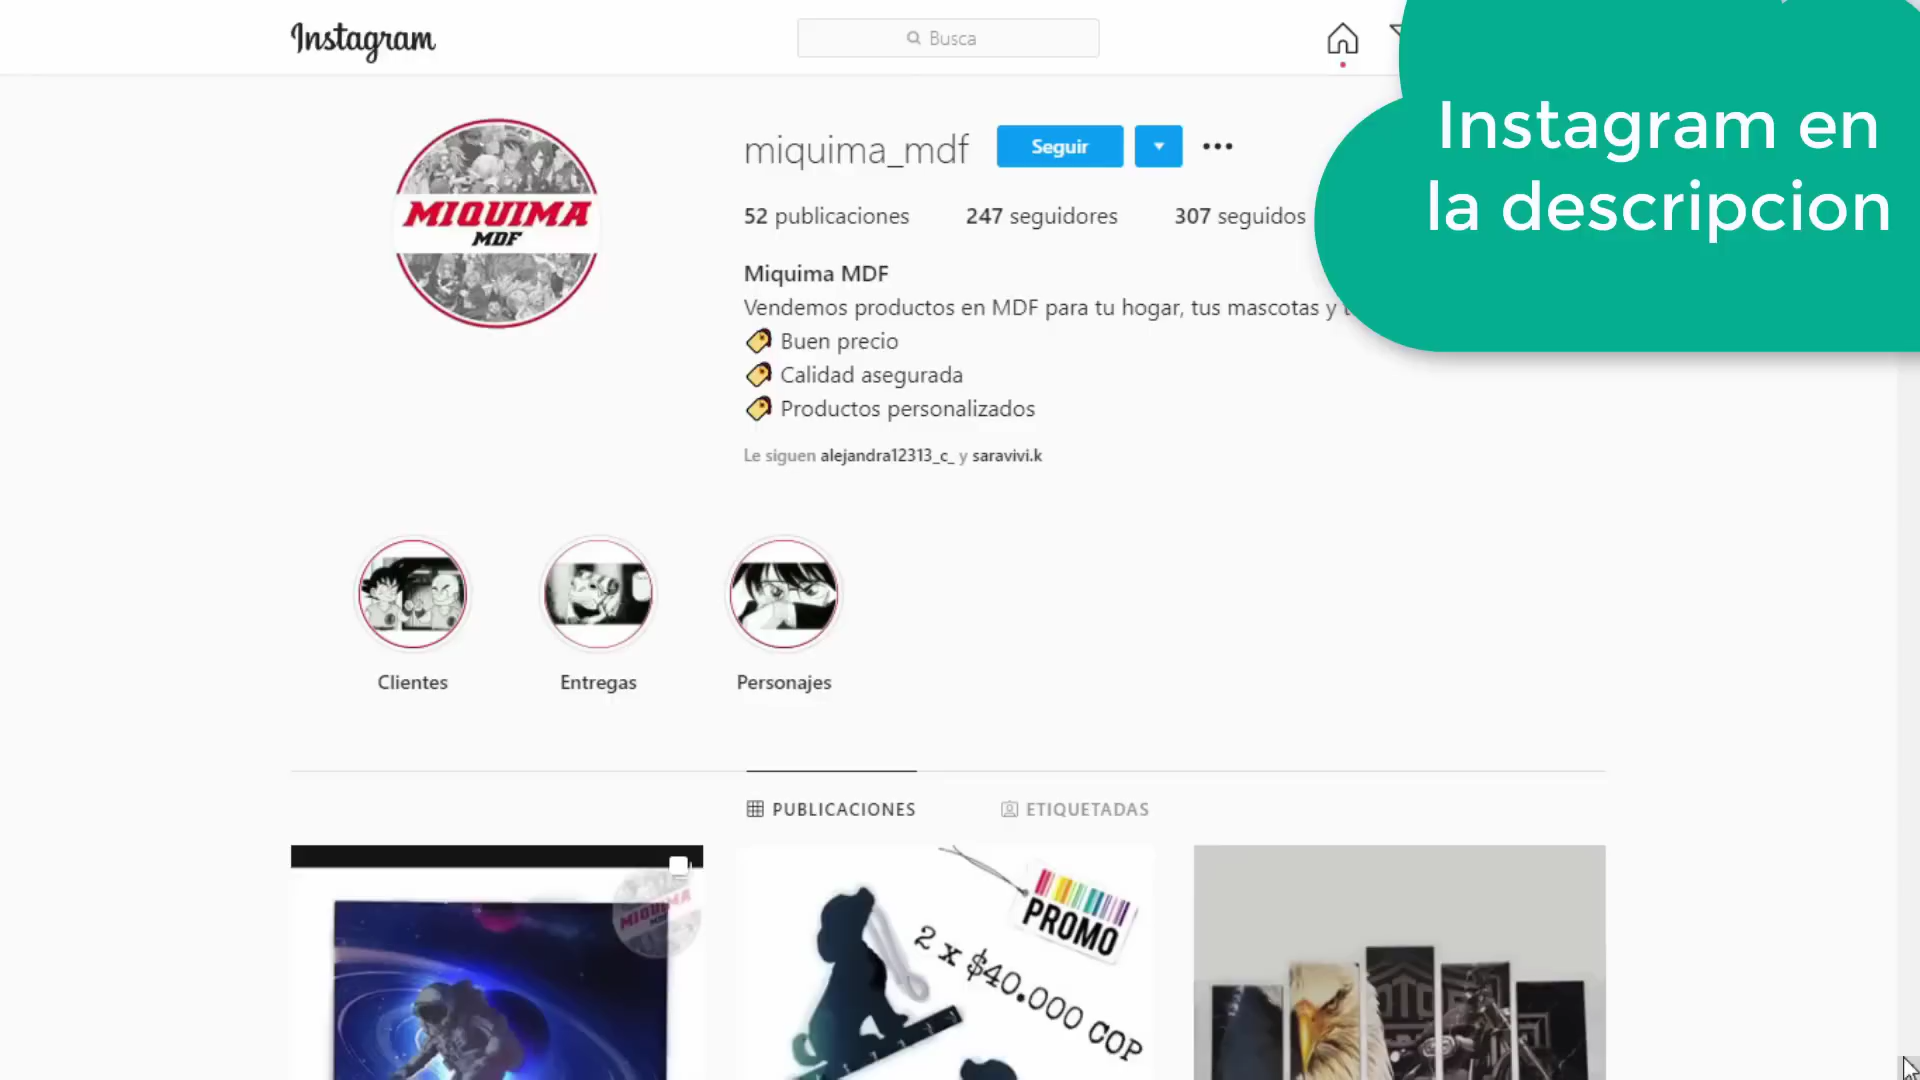 Instagram
Busca
Instagram en
la descripcion
MIQUIMA
MDF
miquima_mdf
Seguir
52 publicaciones
247 seguidores
307 seguidos
Miquima MDF
Vendemos productos en MDF para tu hogar, tus mascotas y
Buen precio
Calidad asegurada
Productos personalizados
Le siguen alejandra12313_c_ y saravivi.k
Clientes
Entregas
Personajes
PUBLICACIONES
ETIQUETADAS
MIQUIMA
PROMO
2 x $40.000 COP